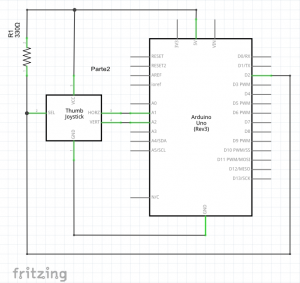 R1
330Ω
Parte2
VCC
Thumb
Joystick
SEL
HORZ
VERT
GND
3V3
5V
VIN
RESET
RESET2
AREF
ioref
A0
A1
A2
A3
A4/SDA
A5/SCL
N/C
Arduino
Uno
(Rev3)
D0/RX
D1/TX
D2
D3 PWM
D4
D5 PWM
D6 PWM
D7
D8
D9 PWM
D10 PWM/SS
D11 PWM/MOSI
D12/MISO
D13/SCK
GND
fritzing